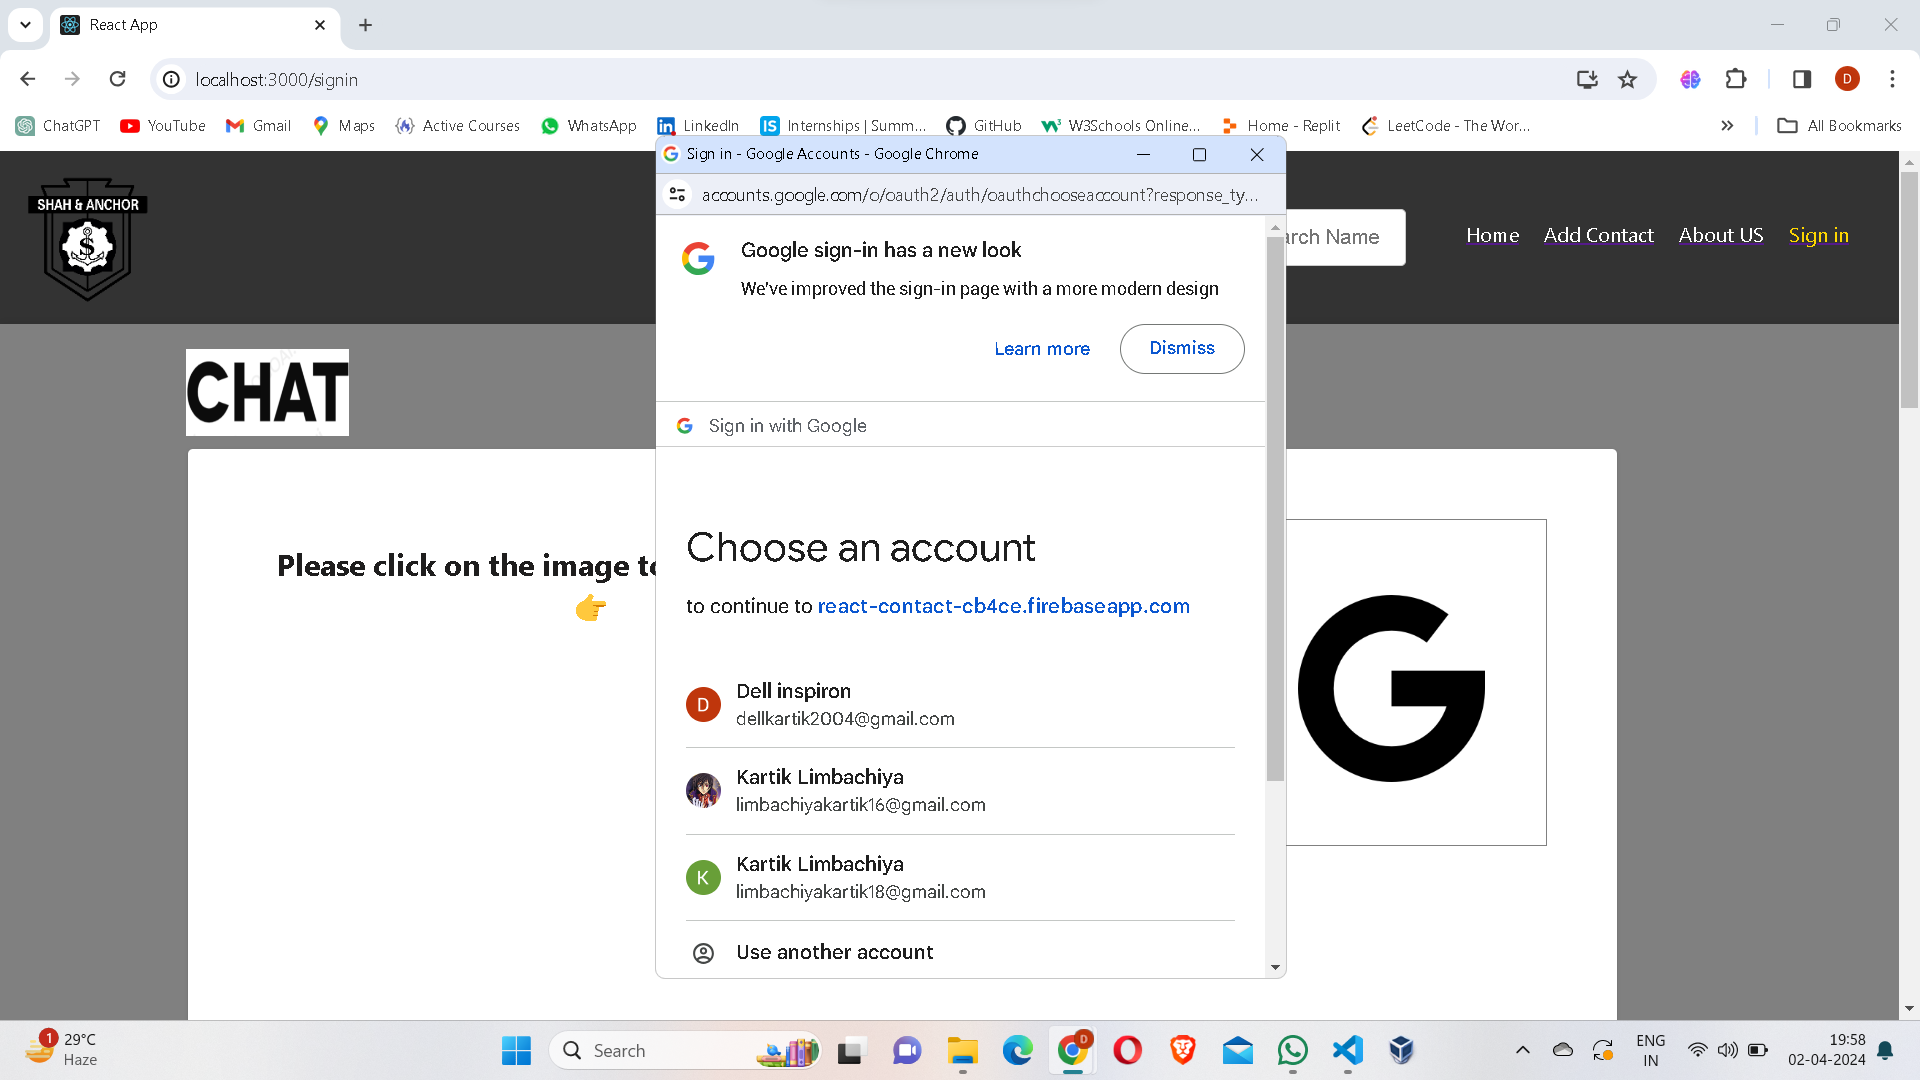 React App
localhost:3000/signin
D
ChatGPT
YouTube
Gmail
Maps
Active Courses
WhatsApp
LinkedIn
Internships | Summ...
GitHub
W3Schools Online...
Home - Replit
LeetCode - The Wor...
All Bookmarks
SHAH & ANCHOR
Home
Add Contact
About US
Sign in
CHAT
Please click on the image
Sign in - Google Accounts - Google Chrome
accounts.google.com/o/oauth2/auth/oauthchooseaccount?response_ty...
Google sign-in has a new look
We've improved the sign-in page with a more modern design
Learn more
Dismiss
Sign in with Google
Choose an account
to continue to react-contact-cb4ce.firebaseapp.com
D
Dell inspiron
dellkartik2004@gmail.com
Kartik Limbachiya
limbachiyakartik16@gmail.com
K
Kartik Limbachiya
limbachiyakartik18@gmail.com
Use another account
Name
G
1
29°C
Haze
Search
D
ENG
IN
19:58
02-04-2024